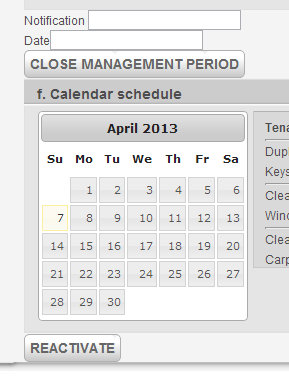 Notification
Date
CLOSE MANAGEMENT PERIOD
f. Calendar schedule
April 2013
Su Mo Tu We Th Fr Sa
1 2 3 4 5 6
7 8 9 10 11 12 13
14 15 16 17 18 19 20
21 22 23 24 25 26 27
28 29 30
Tena
Dupl
Keys
Clea
Wind
Clea
Carp
REACTIVATE